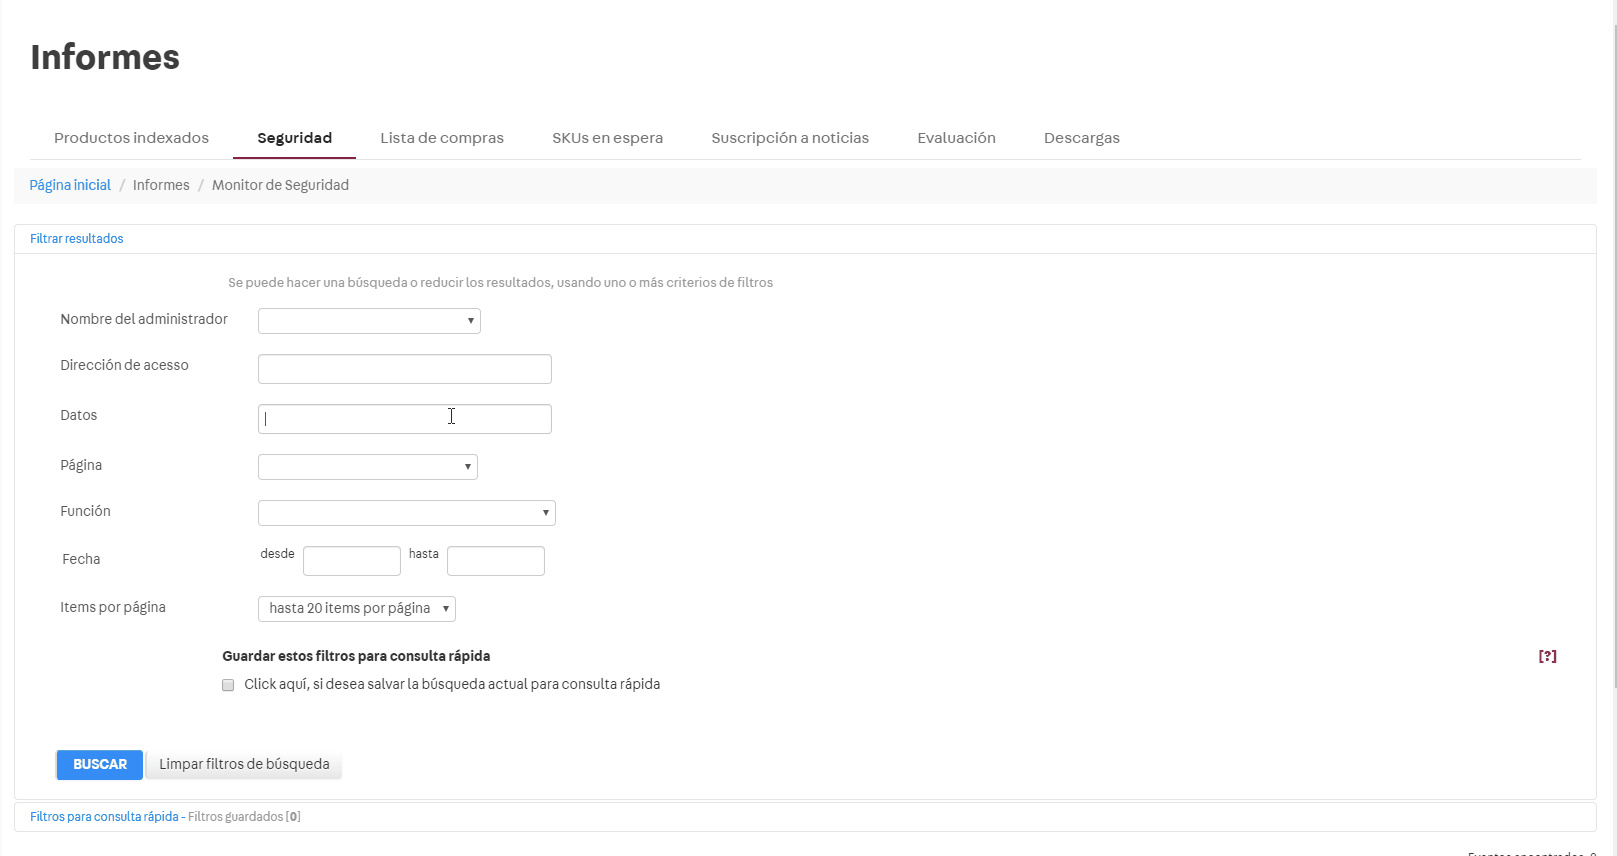 Informes
Productos indexados Seguridad Lista de compras SKUs en espera Suscripción a noticias Evaluación Descargas
Página inicial / Informes / Monitor de Seguridad
Filtrar resultados
Se puede hacer una búsqueda o reducir los resultados, usando uno o más criterios de filtros
Nombre del administrador
Dirección de acesso
Datos
Página
Función
Fecha desde hasta
Items por página hasta 20 items por página
Guardar estos filtros para consulta rápida [?]
Click aquí, si desea salvar la búsqueda actual para consulta rápida
BUSCAR Limpar filtros de búsqueda
Filtros para consulta rápida - Filtros guardados [0]